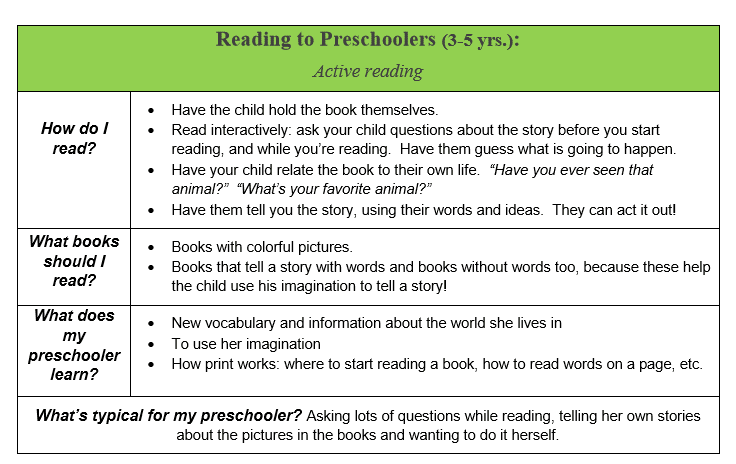 Reading to Preschoolers (3-5 yrs.):
Active reading
How do I
read?
• Have the child hold the book themselves.
• Read interactively: ask your child questions about the story before you start
reading, and while you're reading.  Have them guess what is going to happen.
• Have your child relate the book to their own life.  “Have you ever seen that
animal?”  “What's your favorite animal?”
• Have them tell you the story, using their words and ideas.  They can act it out!
What books
should I
read?
• Books with colorful pictures.
• Books that tell a story with words and books without words too, because these help
the child use his imagination to tell a story!
What does
my
preschooler
learn?
• New vocabulary and information about the world she lives in
• To use her imagination
• How print works: where to start reading a book, how to read words on a page, etc.
What's typical for my preschooler? Asking lots of questions while reading, telling her own stories
about the pictures in the books and wanting to do it herself.